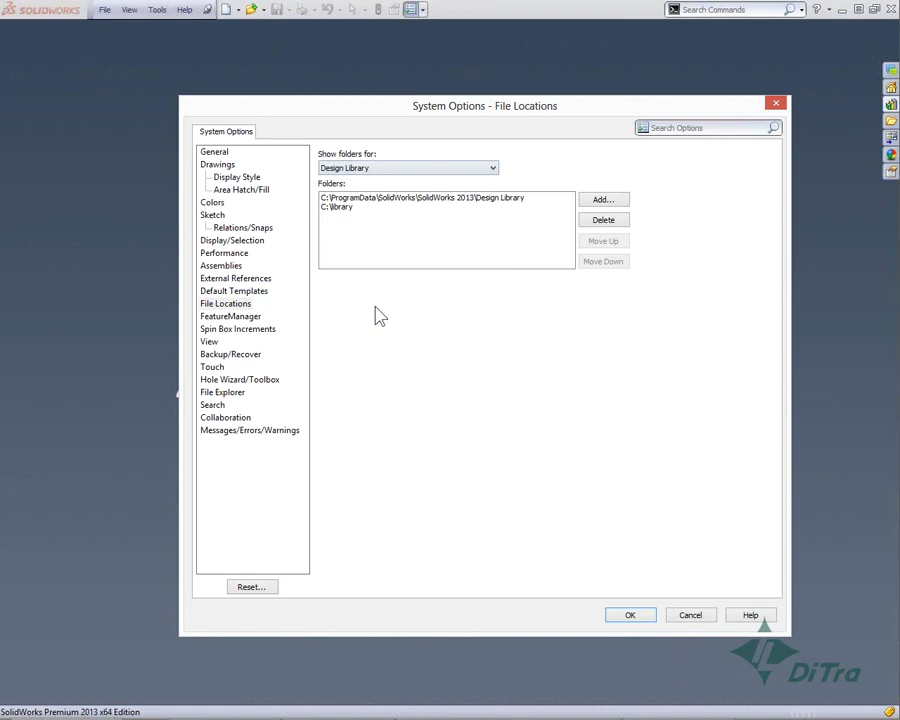 SOLIDWORKS File View Tools Help Search Commands
System Options - File Locations
System Options
Search Options
General
Drawings
Display Style
Area Hatch/Fill
Colors
Sketch
Relations/Snaps
Display/Selection
Performance
Assemblies
External References
Default Templates
File Locations
FeatureManager
Spin Box Increments
View
Backup/Recover
Touch
Hole Wizard/Toolbox
File Explorer
Search
Collaboration
Messages/Errors/Warnings
Reset...
Show folders for:
Design Library
Folders:
C:\ProgramData\SolidWorks\SolidWorks 2013\Design Library
C:\library
Add...
Delete
Move Up
Move Down
OK Cancel Help
DiTra
SolidWorks Premium 2013 x64 Edition